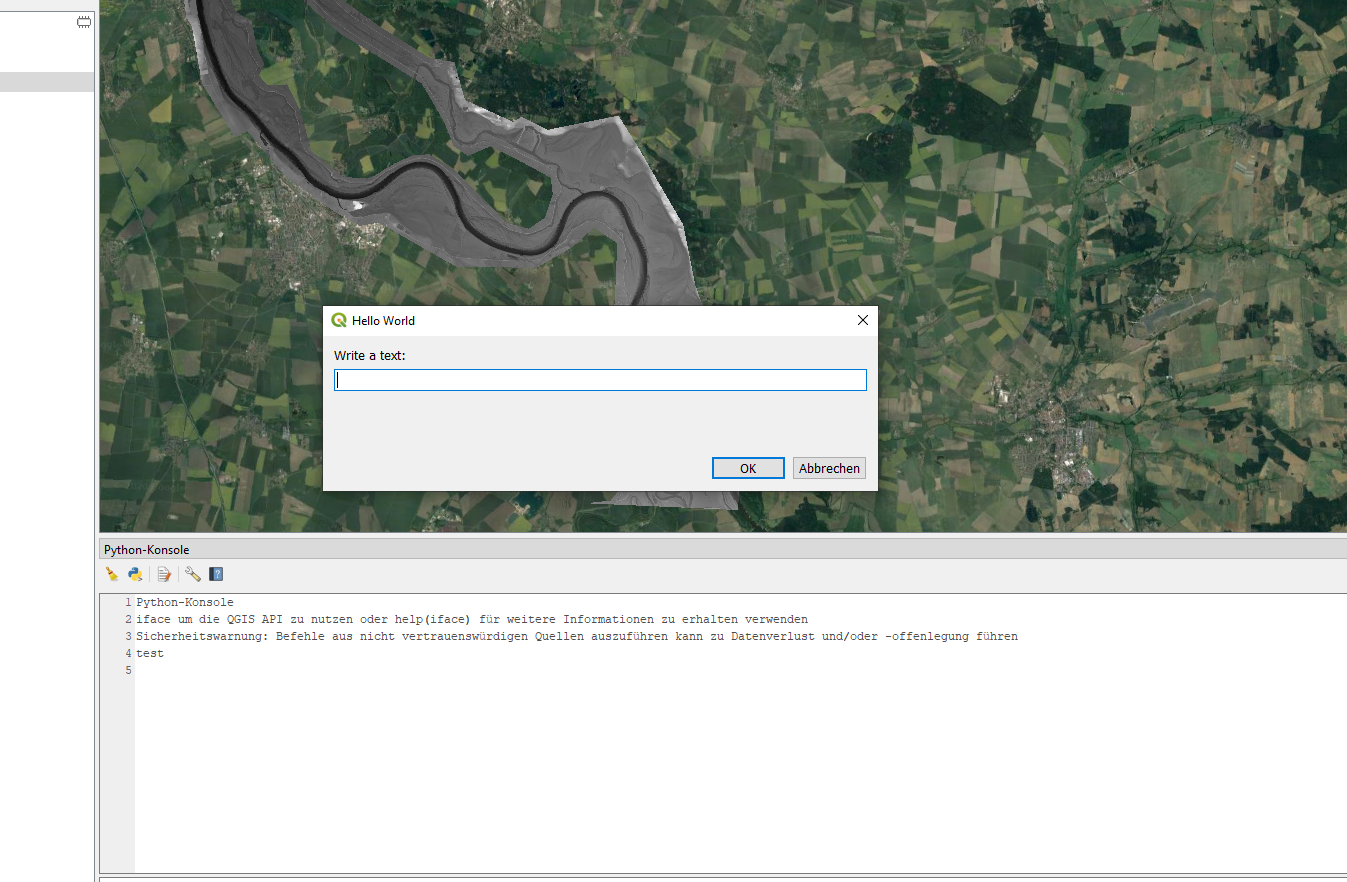 Hello World
Write a text:
OK Abbrechen
Python-Konsole
1 Python-Konsole
2 iface um die QGIS API zu nutzen oder help(iface) für weitere Informationen zu erhalten verwenden
3 Sicherheitswarnung: Befehle aus nicht vertrauenswürdigen Quellen auszuführen kann zu Datenverlust und/oder -offenlegung führen
4 test
5